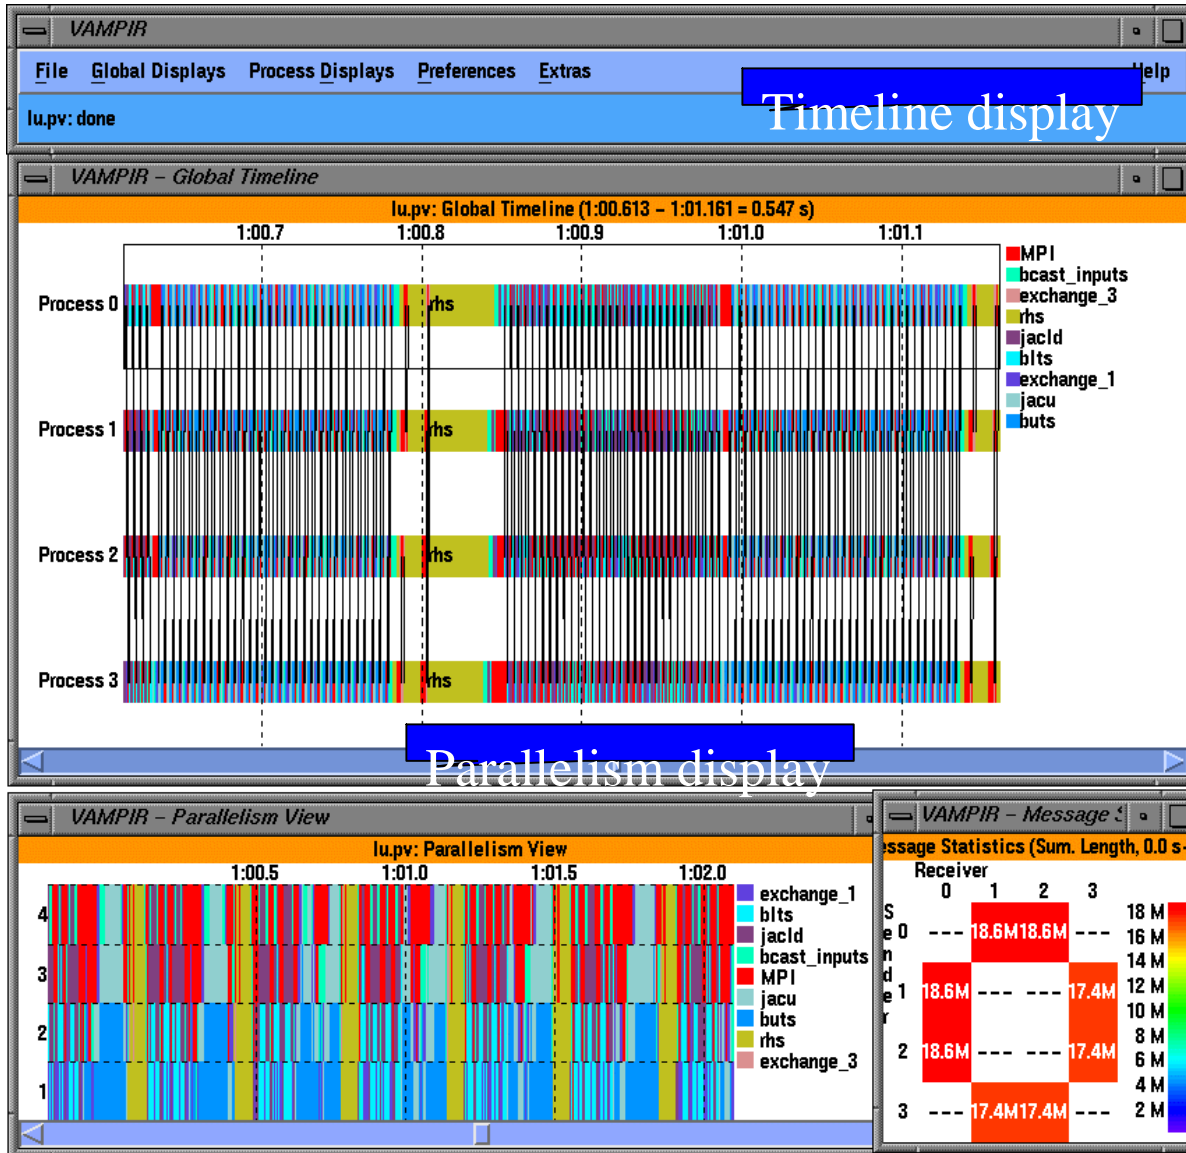 VAMPIR
File Global Displays Process Displays Preferences Extras Help
Timeline display
lu.pv: done
VAMPIR – Global Timeline
lu.pv: Global Timeline (1:00.613 – 1:01.161 = 0.547 s)
1:00.7 1:00.8 1:00.9 1:01.0 1:01.1
MPI
bcast_inputs
exchange_3
rhs
jacld
blts
exchange_1
jacu
buts
Process 0 rhs
Process 1 rhs
Process 2 rhs
Process 3 rhs
Parallelism display
VAMPIR – Parallelism View
lu.pv: Parallelism View
1:00.5 1:01.0 1:01.5 1:02.0
4
3
2
1
exchange_1
blts
jacld
bcast_inputs
MPI
jacu
buts
rhs
exchange_3
VAMPIR – Message S
essage Statistics (Sum. Length, 0.0 s-
Receiver
0 1 2 3
Sender
0 --- 18.6M 18.6M ---
1 18.6M --- --- 17.4M
2 18.6M --- --- 17.4M
3 --- 17.4M 17.4M ---
18 M
16 M
14 M
12 M
10 M
8 M
6 M
4 M
2 M